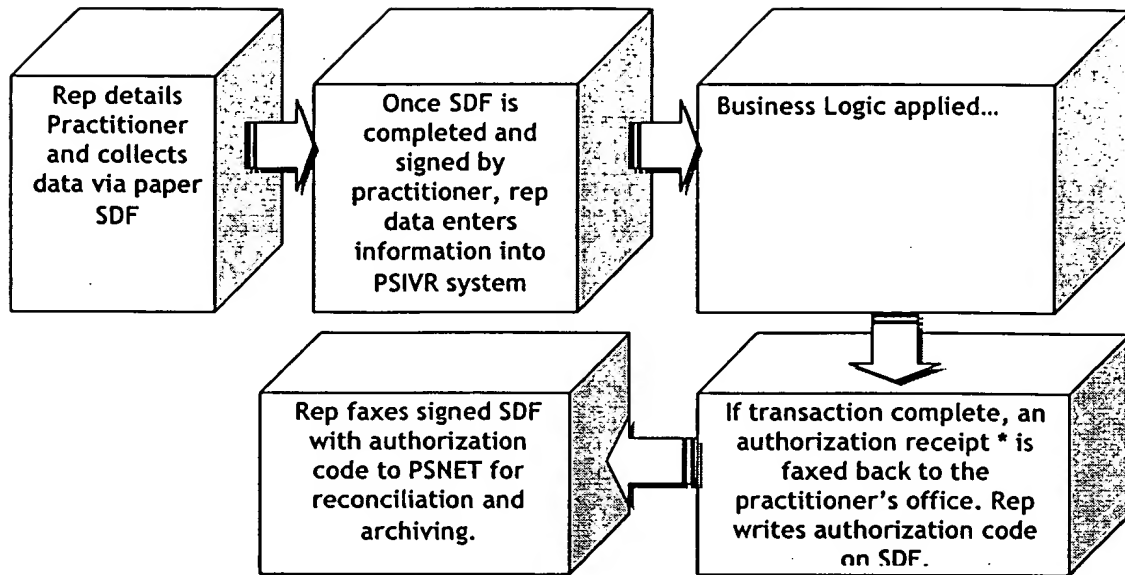 Rep details
Practitioner
and collects
data via paper
SDF
Once SDF is
completed and
signed by
practitioner, rep
data enters
information into
PSIVR system
Business Logic applied...
If transaction complete, an
authorization receipt * is
faxed back to the
practitioner's office. Rep
writes authorization code
on SDF.
Rep faxes signed SDF
with authorization
code to PSNET for
reconciliation and
archiving.